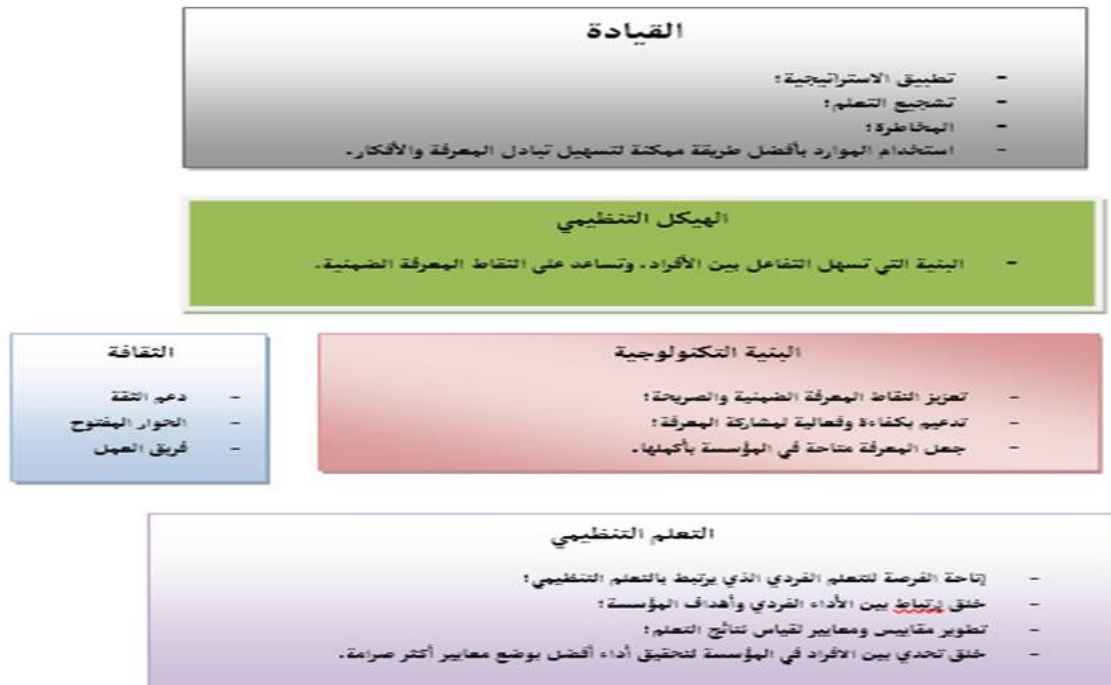 القيادة
- تطبيق الاستراتيجية؛
- تشجيع التعلم؛
- المخاطرة؛
- استخدام الموارد بأفضل طريقة ممكنة لتسهيل تبادل المعرفة والأفكار.
الهيكل التنظيمي
- البنية التي تسهل التفاعل بين الأفراد، وتساعد على التقاط المعرفة الضمنية.
البنية التكنولوجية
- تعزيز التقاط المعرفة الضمنية والصريحة؛
- تدعيم بكفاءة وفعالية لمشاركة المعرفة؛
- جعل المعرفة متاحة في المؤسسة بأكملها.
الثقافة
- دعم الثقة
- الحوار المفتوح
- فريق العمل
التعلم التنظيمي
- إتاحة الفرصة للتعلم الفردي الذي يرتبط بالتعلم التنظيمي؛
- خلق إرتباط بين الأداء الفردي وأهداف المؤسسة؛
- تطوير مقاييس ومعايير لقياس نتائج التعلم؛
- خلق تحدي بين الافراد في المؤسسة لتحقيق أداء أفضل بوضع معايير أكثر صرامة.